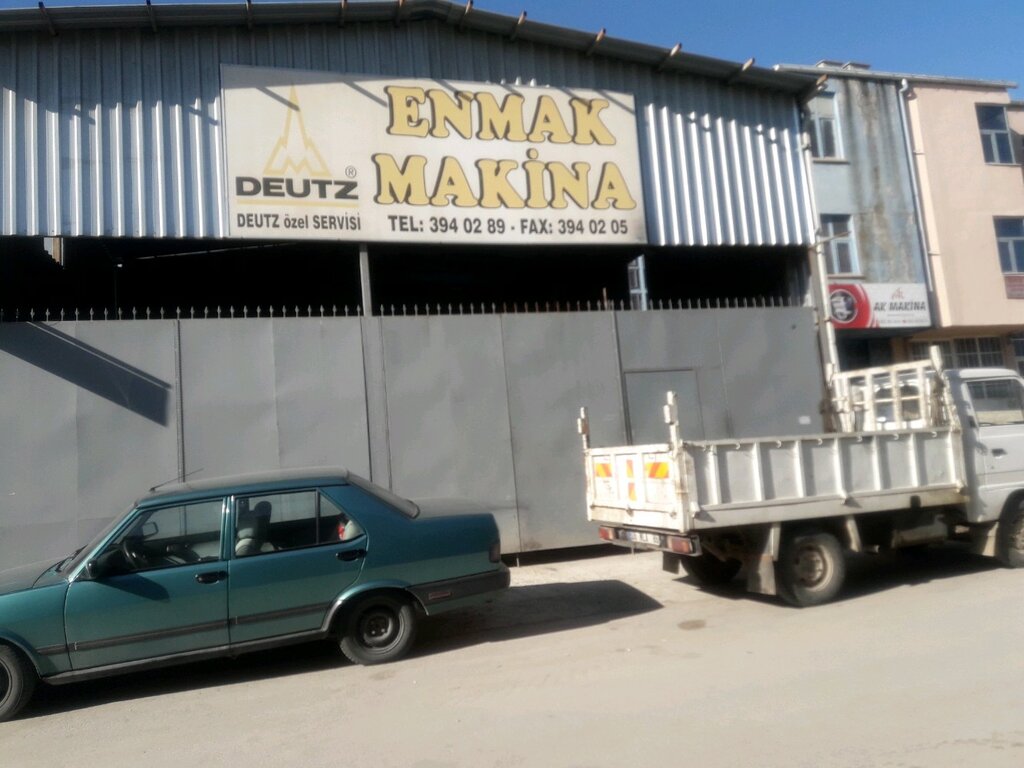 ENMAK
MAKİNA
DEUTZ®
DEUTZ özel SERVİSİ
TEL: 394 02 89 - FAX: 394 02 05
AK MAKİNA